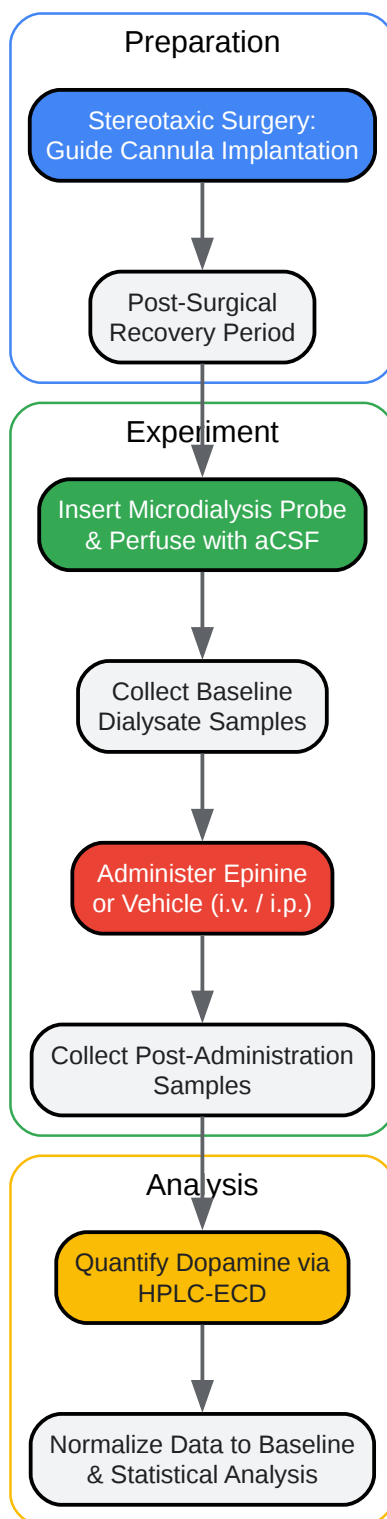 Preparation
Stereotaxic Surgery:
Guide Cannula Implantation
Post-Surgical
Recovery Period
Experiment
Insert Microdialysis Probe
& Perfuse with aCSF
Collect Baseline
Dialysate Samples
Administer Epinine
or Vehicle (i.v. / i.p.)
Collect Post-Administration
Samples
Analysis
Quantify Dopamine via
HPLC-ECD
Normalize Data to Baseline
& Statistical Analysis